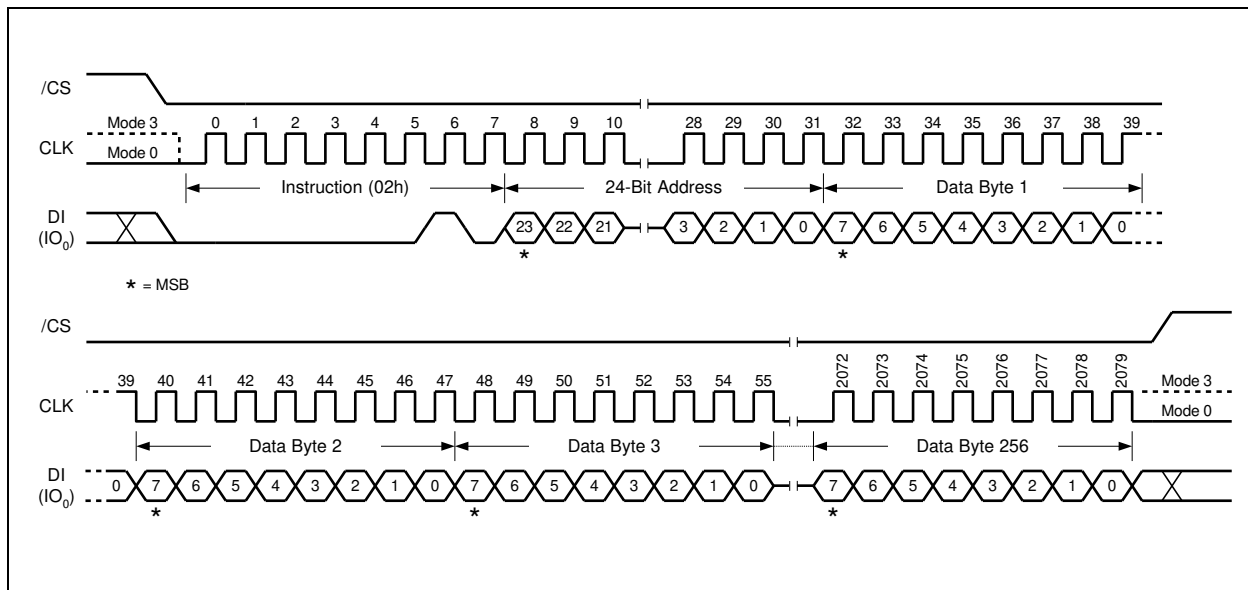 /CS
Mode 3 0 1 2 3 4 5 6 7 8 9 10 28 29 30 31 32 33 34 35 36 37 38 39
CLK Mode 0
Instruction (02h) 24-Bit Address Data Byte 1
DI
(IO0) 23 22 21 3 2 1 0 7 6 5 4 3 2 1 0
* *
* = MSB
/CS
39 40 41 42 43 44 45 46 47 48 49 50 51 52 53 54 55 2072 2073 2074 2075 2076 2077 2078 2079 Mode 3
CLK Mode 0
Data Byte 2 Data Byte 3 Data Byte 256
DI
(IO0) 0 7 6 5 4 3 2 1 0 7 6 5 4 3 2 1 0 7 6 5 4 3 2 1 0
* * *